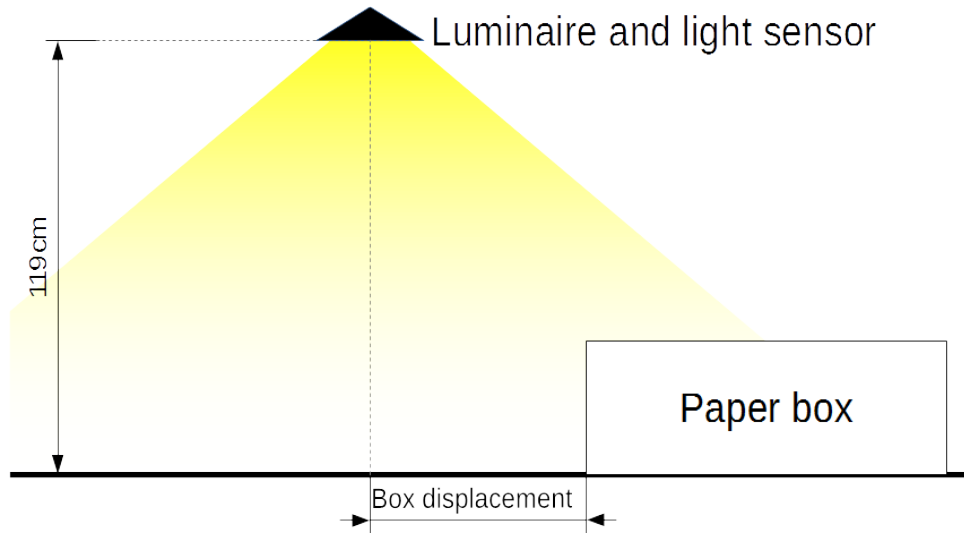 Luminaire and light sensor
119cm
Paper box
Box displacement